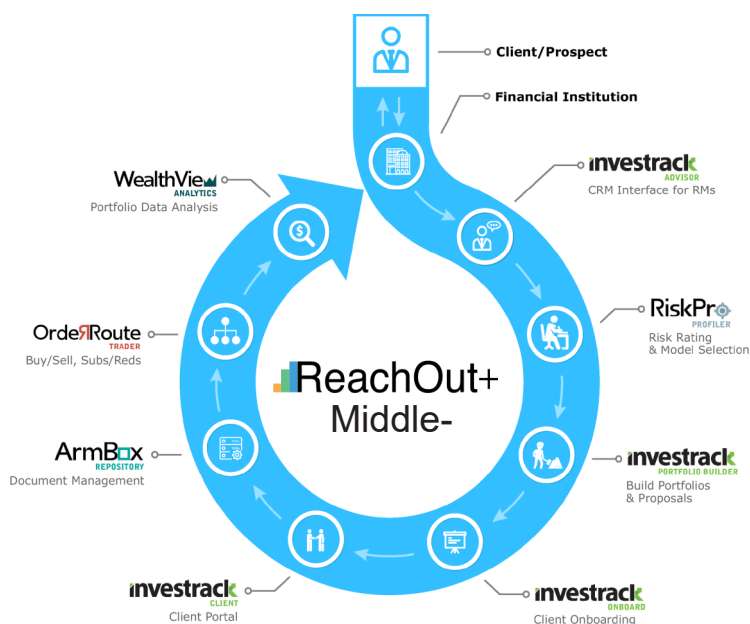 Client/Prospect
Financial Institution
investrack
ADVISOR
CRM Interface for RMs
RiskPro
PROFILER
Risk Rating
& Model Selection
investrack
PORTFOLIO BUILDER
Build Portfolios
& Proposals
investrack
ONBOARD
Client Onboarding
investrack
CLIENT
Client Portal
ArmBox
REPOSITORY
Document Management
OrdeRRoute
TRADER
Buy/Sell, Subs/Reds
WealthView
ANALYTICS
Portfolio Data Analysis
$
ReachOut+
Middle-